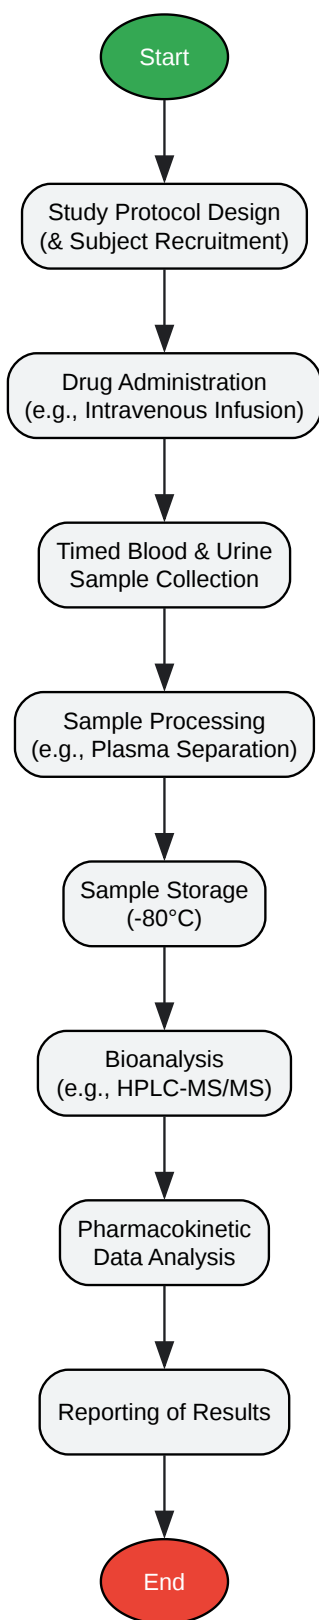 Start
Study Protocol Design
(& Subject Recruitment)
Drug Administration
(e.g., Intravenous Infusion)
Timed Blood & Urine
Sample Collection
Sample Processing
(e.g., Plasma Separation)
Sample Storage
(-80°C)
Bioanalysis
(e.g., HPLC-MS/MS)
Pharmacokinetic
Data Analysis
Reporting of Results
End